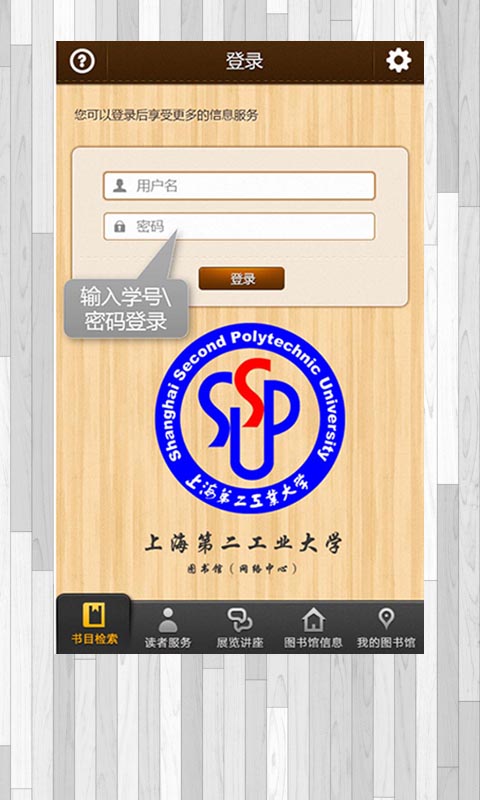 登录
您可以登录后享受更多的信息服务
用户名
密码
登录
输入学号\
密码登录
Shanghai Second Polytechnic University
SSPU
上海第二工业大学
上海第二工业大学
图书馆（网络中心）
书目检索
读者服务
展览讲座
图书馆信息
我的图书馆